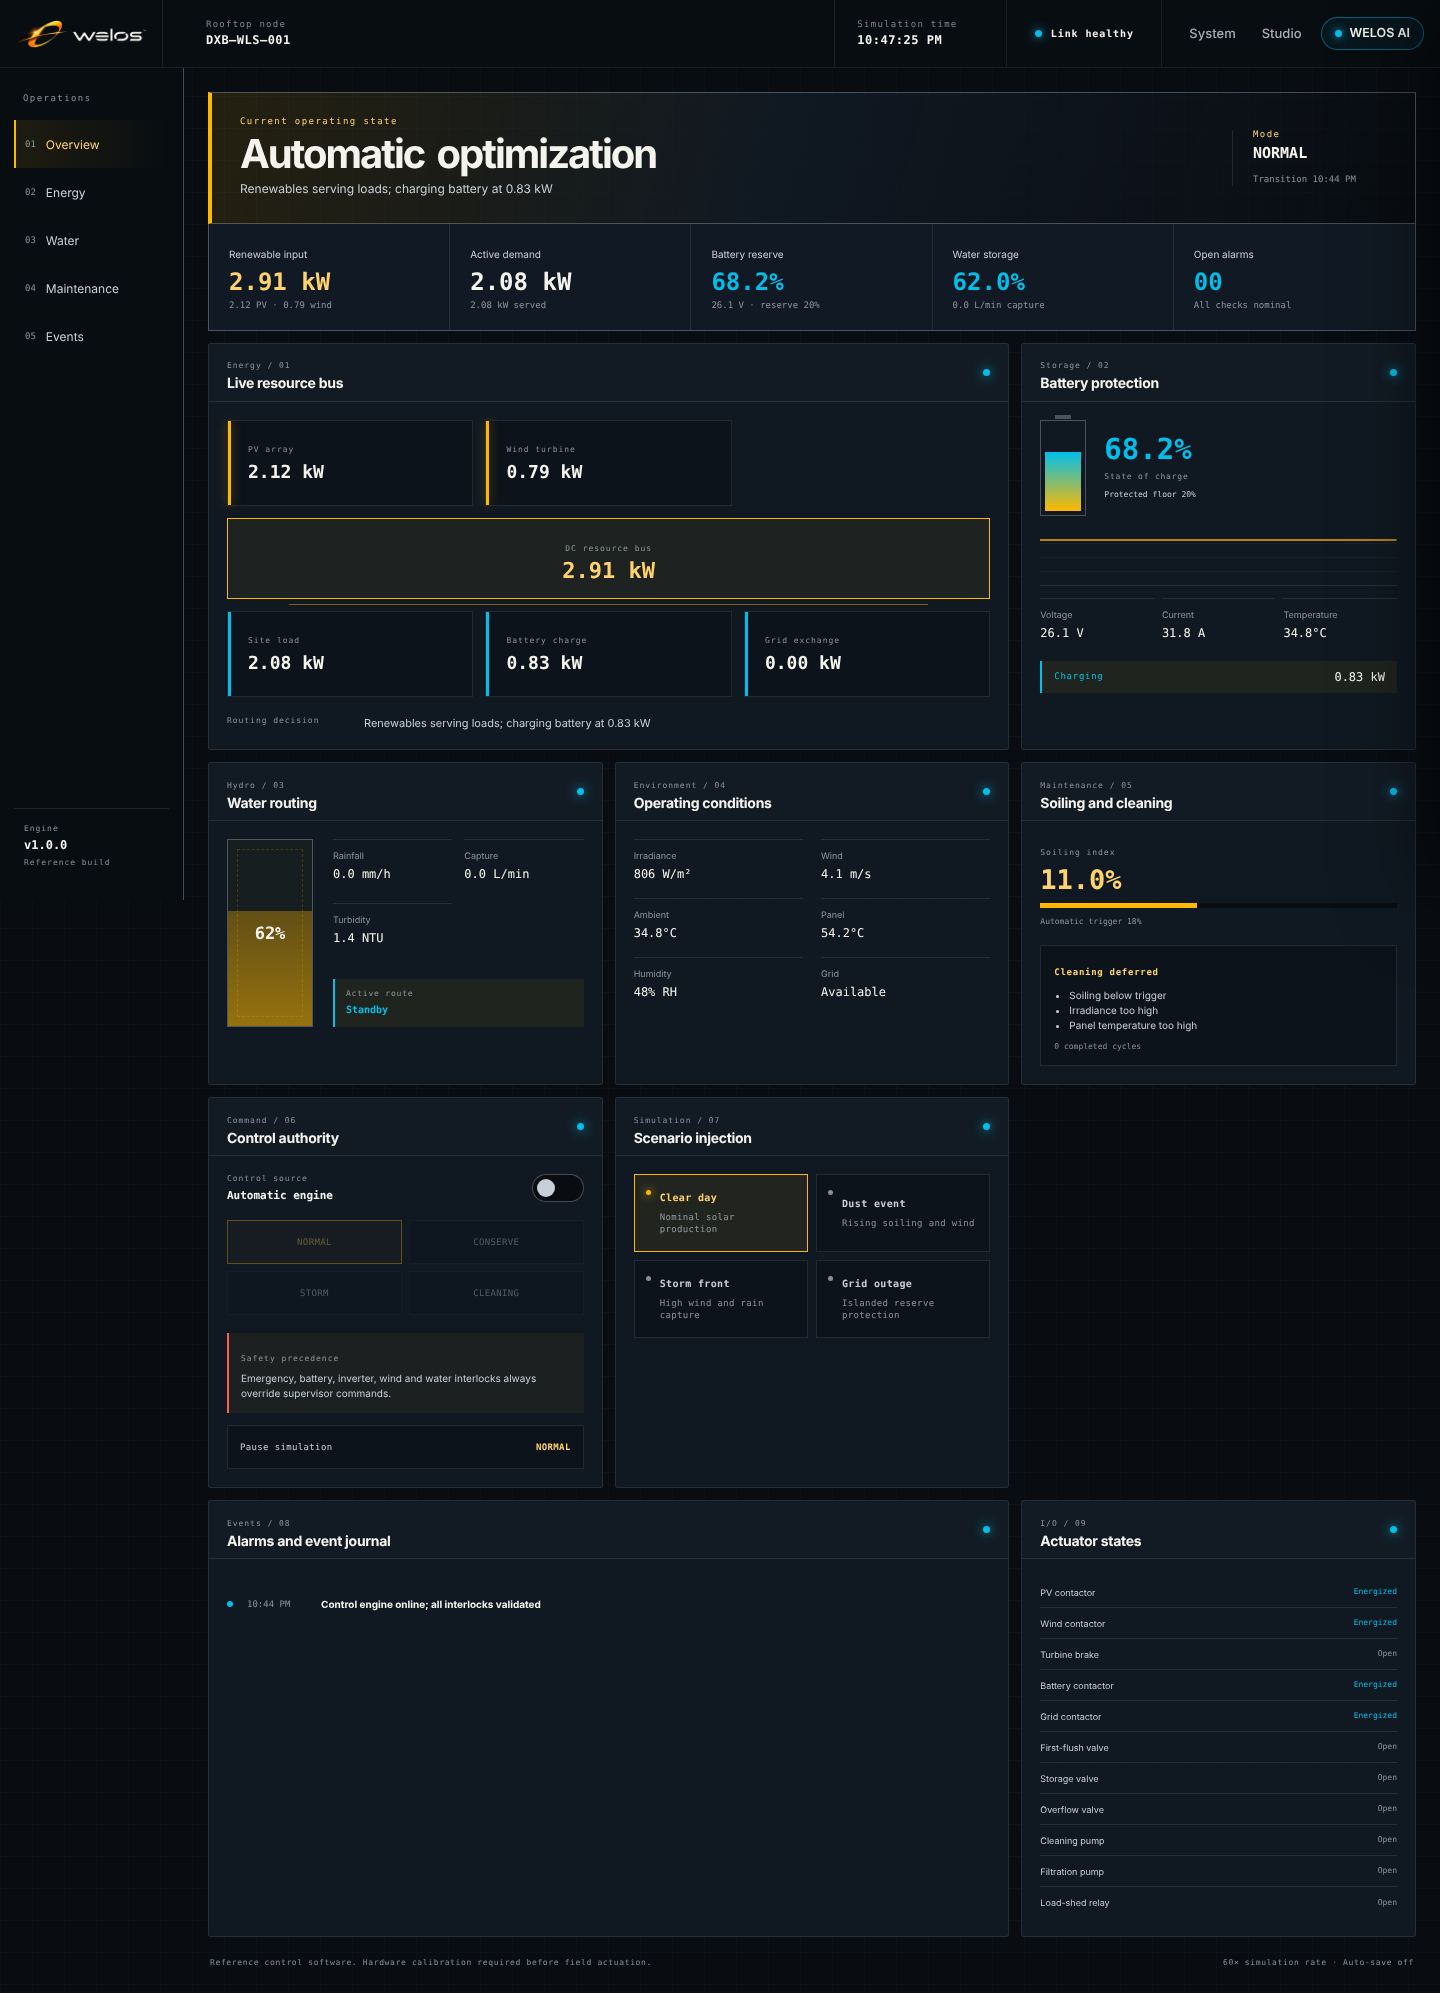 welos
Rooftop node
DXB—WLS—001
Simulation time
10:47:25 PM
Link healthy
System
Studio
WELOS AI
Operations
01 Overview
02 Energy
03 Water
04 Maintenance
05 Events
Engine
v1.0.0
Reference build
Current operating state
Automatic optimization
Renewables serving loads; charging battery at 0.83 kW
Mode
NORMAL
Transition 10:44 PM
Renewable input
2.91 kW
2.12 PV · 0.79 wind
Active demand
2.08 kW
2.08 kW served
Battery reserve
68.2%
26.1 V · reserve 20%
Water storage
62.0%
0.0 L/min capture
Open alarms
00
All checks nominal
Energy / 01
Live resource bus
PV array
2.12 kW
Wind turbine
0.79 kW
DC resource bus
2.91 kW
Site load
2.08 kW
Battery charge
0.83 kW
Grid exchange
0.00 kW
Routing decision
Renewables serving loads; charging battery at 0.83 kW
Storage / 02
Battery protection
68.2%
State of charge
Protected floor 20%
Voltage
26.1 V
Current
31.8 A
Temperature
34.8°C
Charging
0.83 kW
Hydro / 03
Water routing
62%
Rainfall
0.0 mm/h
Capture
0.0 L/min
Turbidity
1.4 NTU
Active route
Standby
Environment / 04
Operating conditions
Irradiance
806 W/m²
Wind
4.1 m/s
Ambient
34.8°C
Panel
54.2°C
Humidity
48% RH
Grid
Available
Maintenance / 05
Soiling and cleaning
Soiling index
11.0%
Automatic trigger 18%
Cleaning deferred
• Soiling below trigger
• Irradiance too high
• Panel temperature too high
0 completed cycles
Command / 06
Control authority
Control source
Automatic engine
NORMAL
CONSERVE
STORM
CLEANING
Safety precedence
Emergency, battery, inverter, wind and water interlocks always
override supervisor commands.
Pause simulation
NORMAL
Simulation / 07
Scenario injection
Clear day
Nominal solar
production
Dust event
Rising soiling and wind
Storm front
High wind and rain
capture
Grid outage
Islanded reserve
protection
Events / 08
Alarms and event journal
10:44 PM
Control engine online; all interlocks validated
I/O / 09
Actuator states
PV contactor Energized
Wind contactor Energized
Turbine brake Open
Battery contactor Energized
Grid contactor Energized
First-flush valve Open
Storage valve Open
Overflow valve Open
Cleaning pump Open
Filtration pump Open
Load-shed relay Open
Reference control software. Hardware calibration required before field actuation.
60× simulation rate · Auto-save off